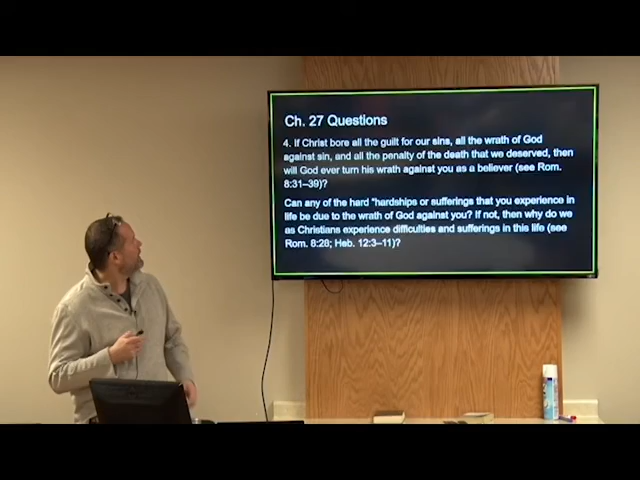 Ch. 27 Questions
4. If Christ bore all the guilt for our sins, all the wrath of God
against sin, and all the penalty of the death that we deserved, then
will God ever turn his wrath against you as a believer (see Rom.
8:31–39)?
Can any of the hard "hardships or sufferings that you experience in
life be due to the wrath of God against you? If not, then why do we
as Christians experience difficulties and sufferings in this life (see
Rom. 8:28; Heb. 12:3–11)?